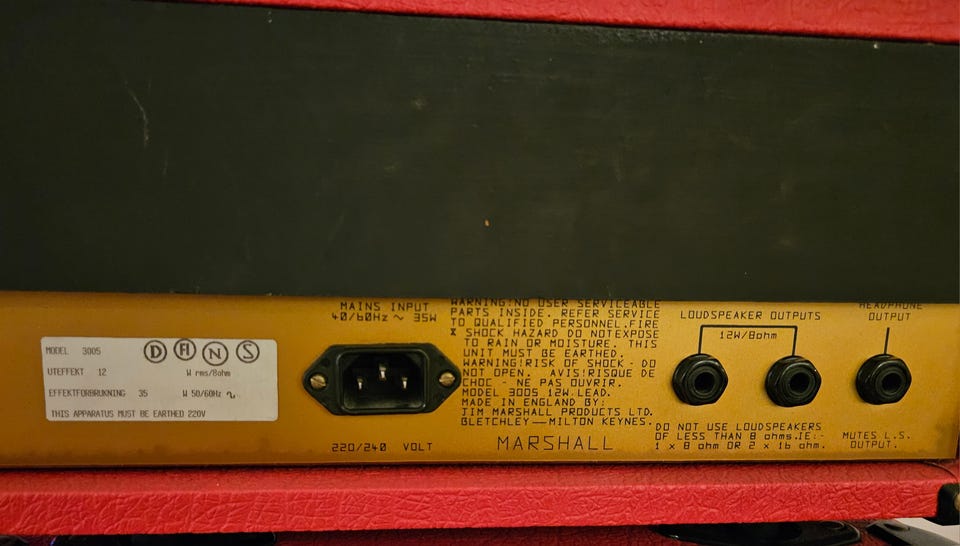 MODEL 3005
D FI N S
UTEFFEKT 12 W rms/8ohm
EFFEKTFORBRUKNING 35 W 50/60Hz ∿
THIS APPARATUS MUST BE EARTHED 220V
MAINS INPUT
40/60Hz ~ 35W
220/240 VOLT
WARNING!NO USER SERVICEABLE
PARTS INSIDE. REFER SERVICE
TO QUALIFIED PERSONNEL.FIRE
X SHOCK HAZARD DO NOTEXPOSE
TO RAIN OR MOISTURE. THIS
UNIT MUST BE EARTHED.
WARNING!RISK OF SHOCK - DO
NOT OPEN. AVIS!RISQUE DE
CHOC - NE PAS OUVRIR.
MODEL 3005 12W LEAD.
MADE IN ENGLAND BY:
JIM MARSHALL PRODUCTS LTD.
BLETCHLEY—MILTON KEYNES.
MARSHALL
LOUDSPEAKER OUTPUTS
12W/8ohm
DO NOT USE LOUDSPEAKERS
OF LESS THAN 8 ohms.IE:-
1 x 8 ohm OR 2 x 16 ohm.
HEADPHONE
OUTPUT
MUTES L.S.
OUTPUT.